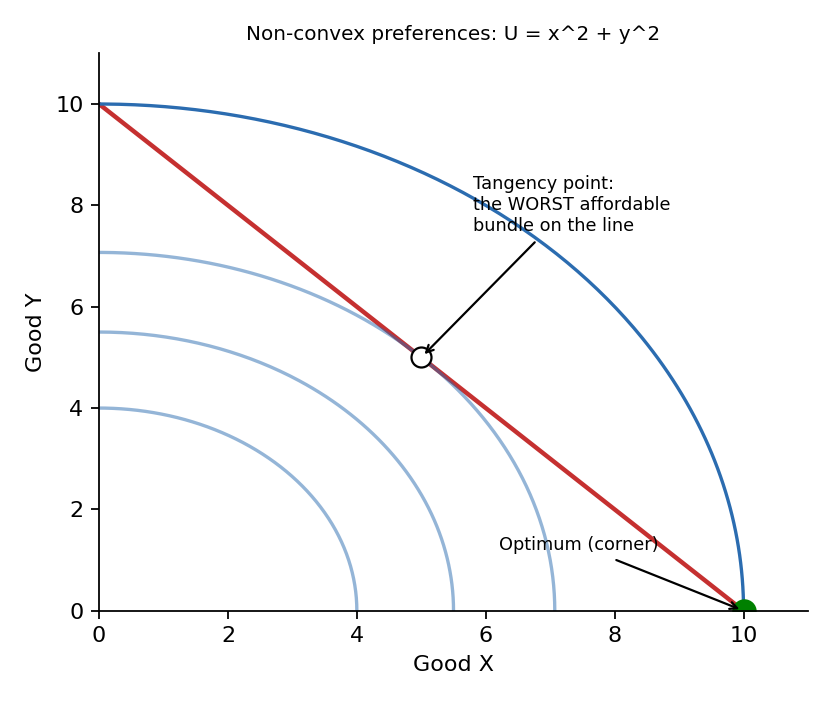 Non-convex preferences: U = x^2 + y^2
10
8
6
4
2
0
Good Y
Tangency point:
the WORST affordable
bundle on the line
Optimum (corner)
0
2
4
6
8
10
Good X